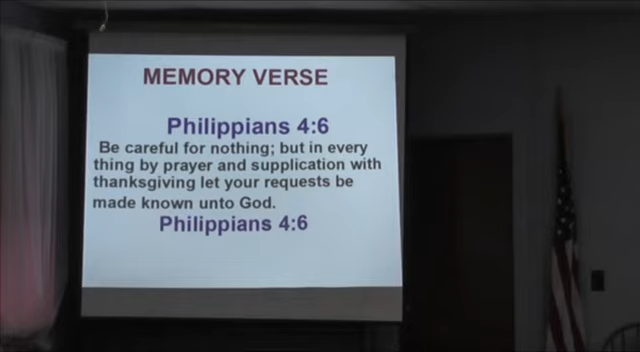 MEMORY VERSE
Philippians 4:6
Be careful for nothing; but in every
thing by prayer and supplication with
thanksgiving let your requests be
made known unto God.
Philippians 4:6